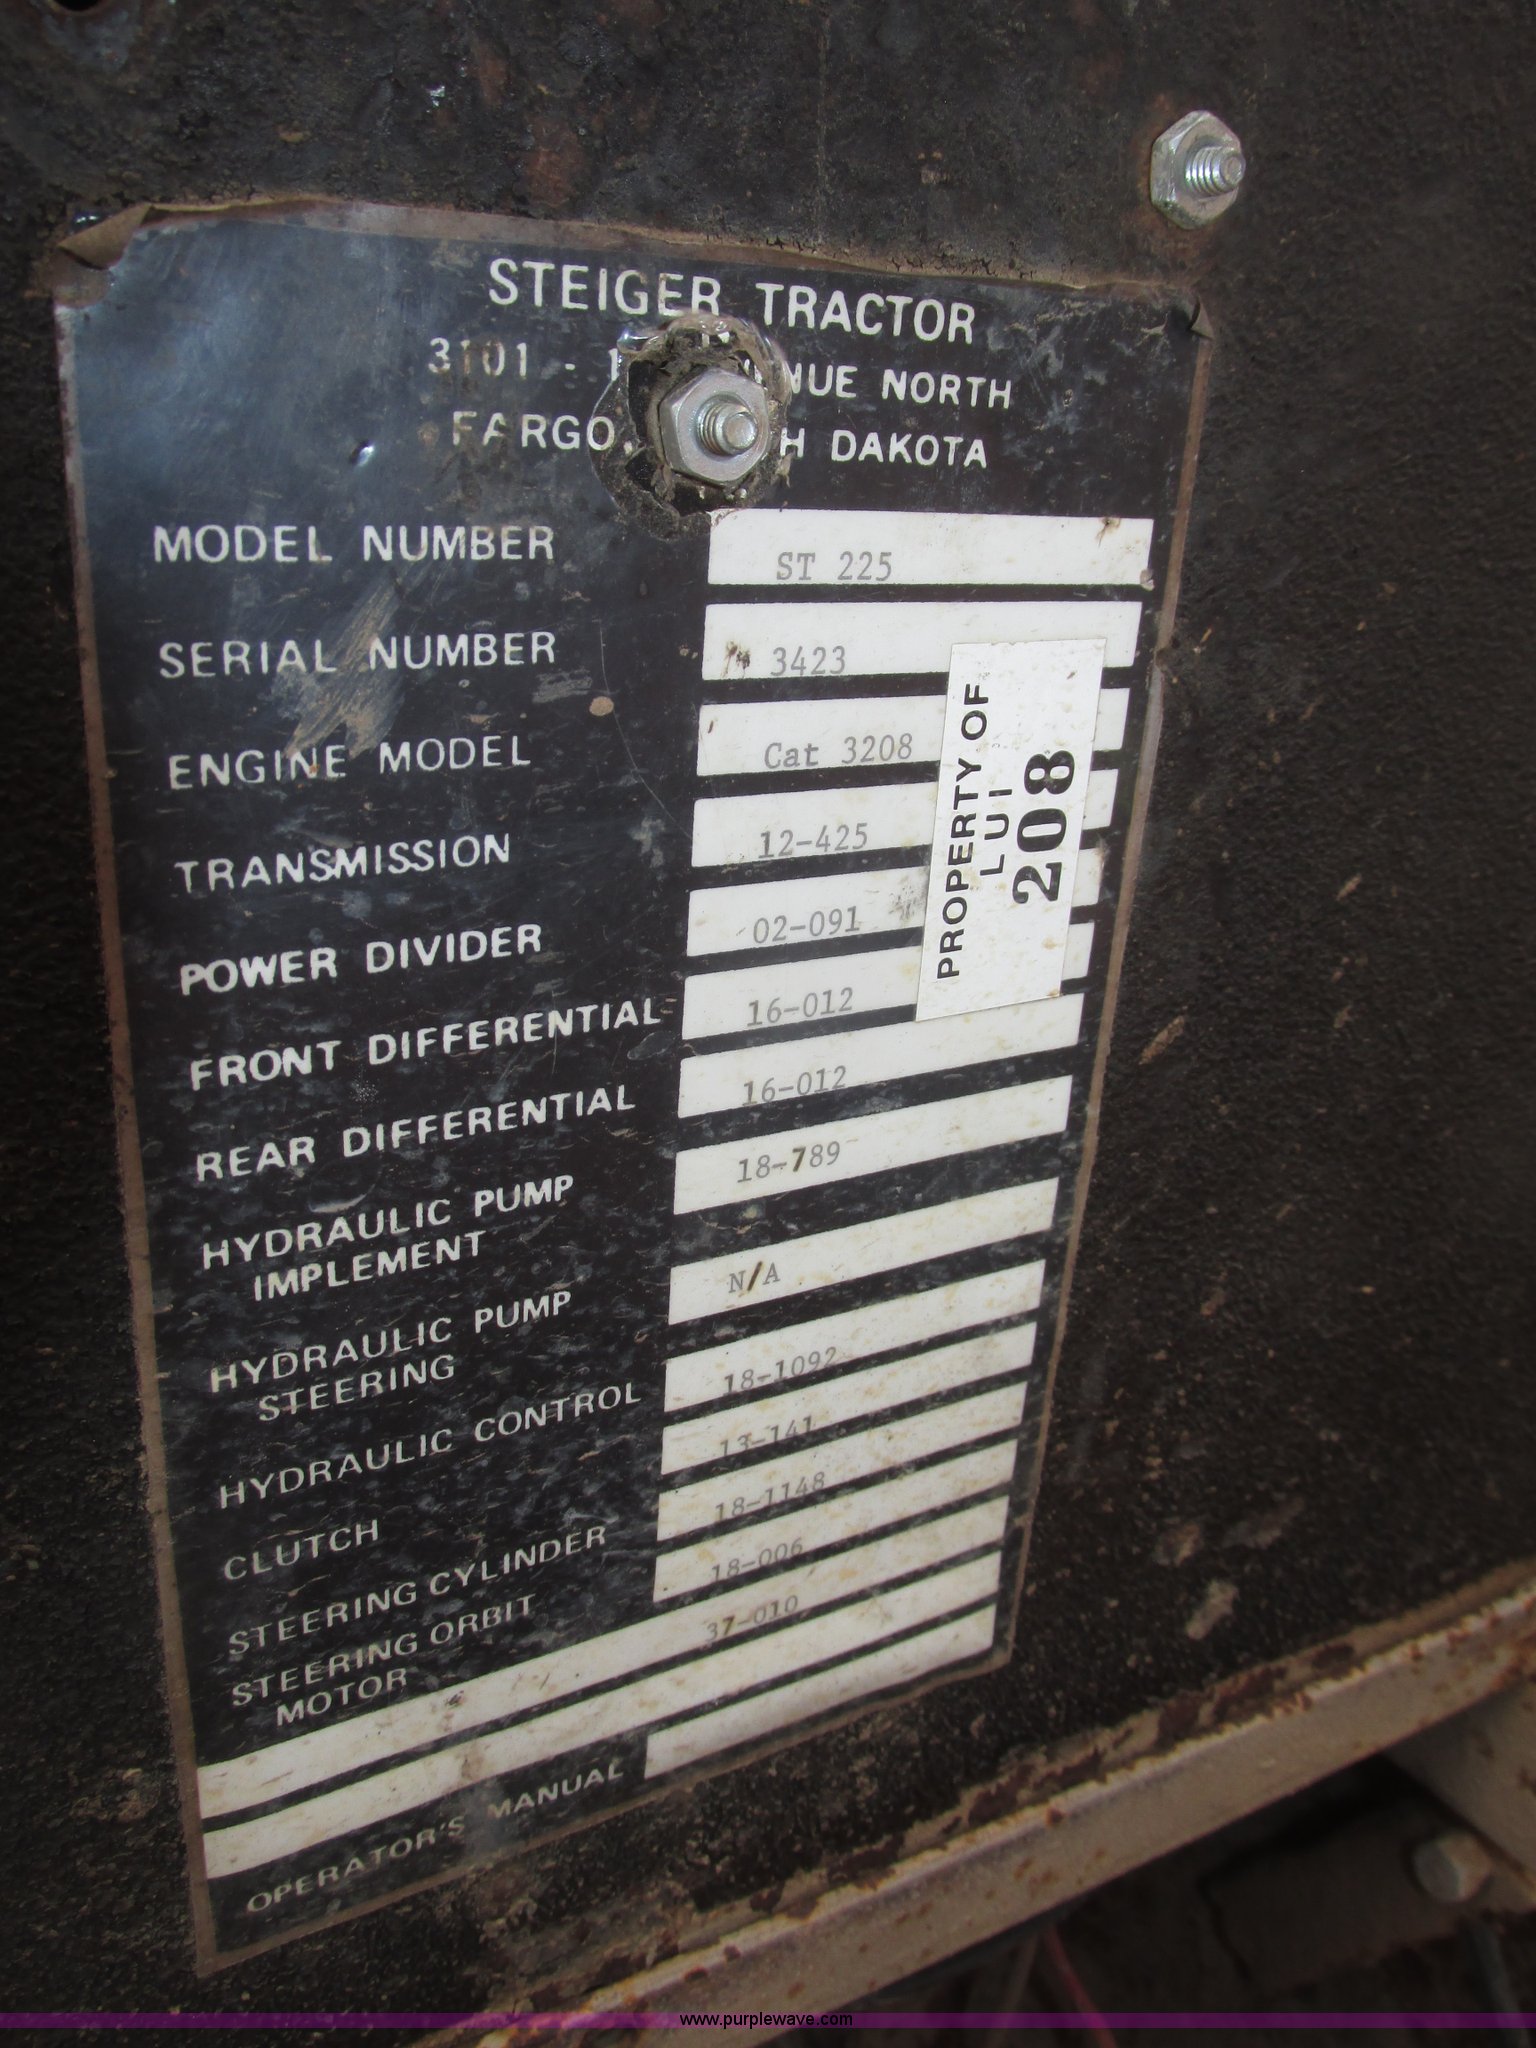 STEIGER TRACTOR
3101 - NORTH
FARGO, DAKOTA
MODEL NUMBER ST 225
SERIAL NUMBER 3423
ENGINE MODEL Cat 3208
TRANSMISSION 12-425
POWER DIVIDER 02-091
FRONT DIFFERENTIAL 16-012
REAR DIFFERENTIAL 16-012
HYDRAULIC PUMP 18-789
IMPLEMENT
HYDRAULIC PUMP N/A
STEERING
HYDRAULIC CONTROL 18-1092
CLUTCH 13-141
STEERING CYLINDER 18-1148
STEERING ORBIT 18-006
MOTOR
37-010
OPERATOR'S MANUAL
PROPERTY OF
LUI
208
www.purplewave.com